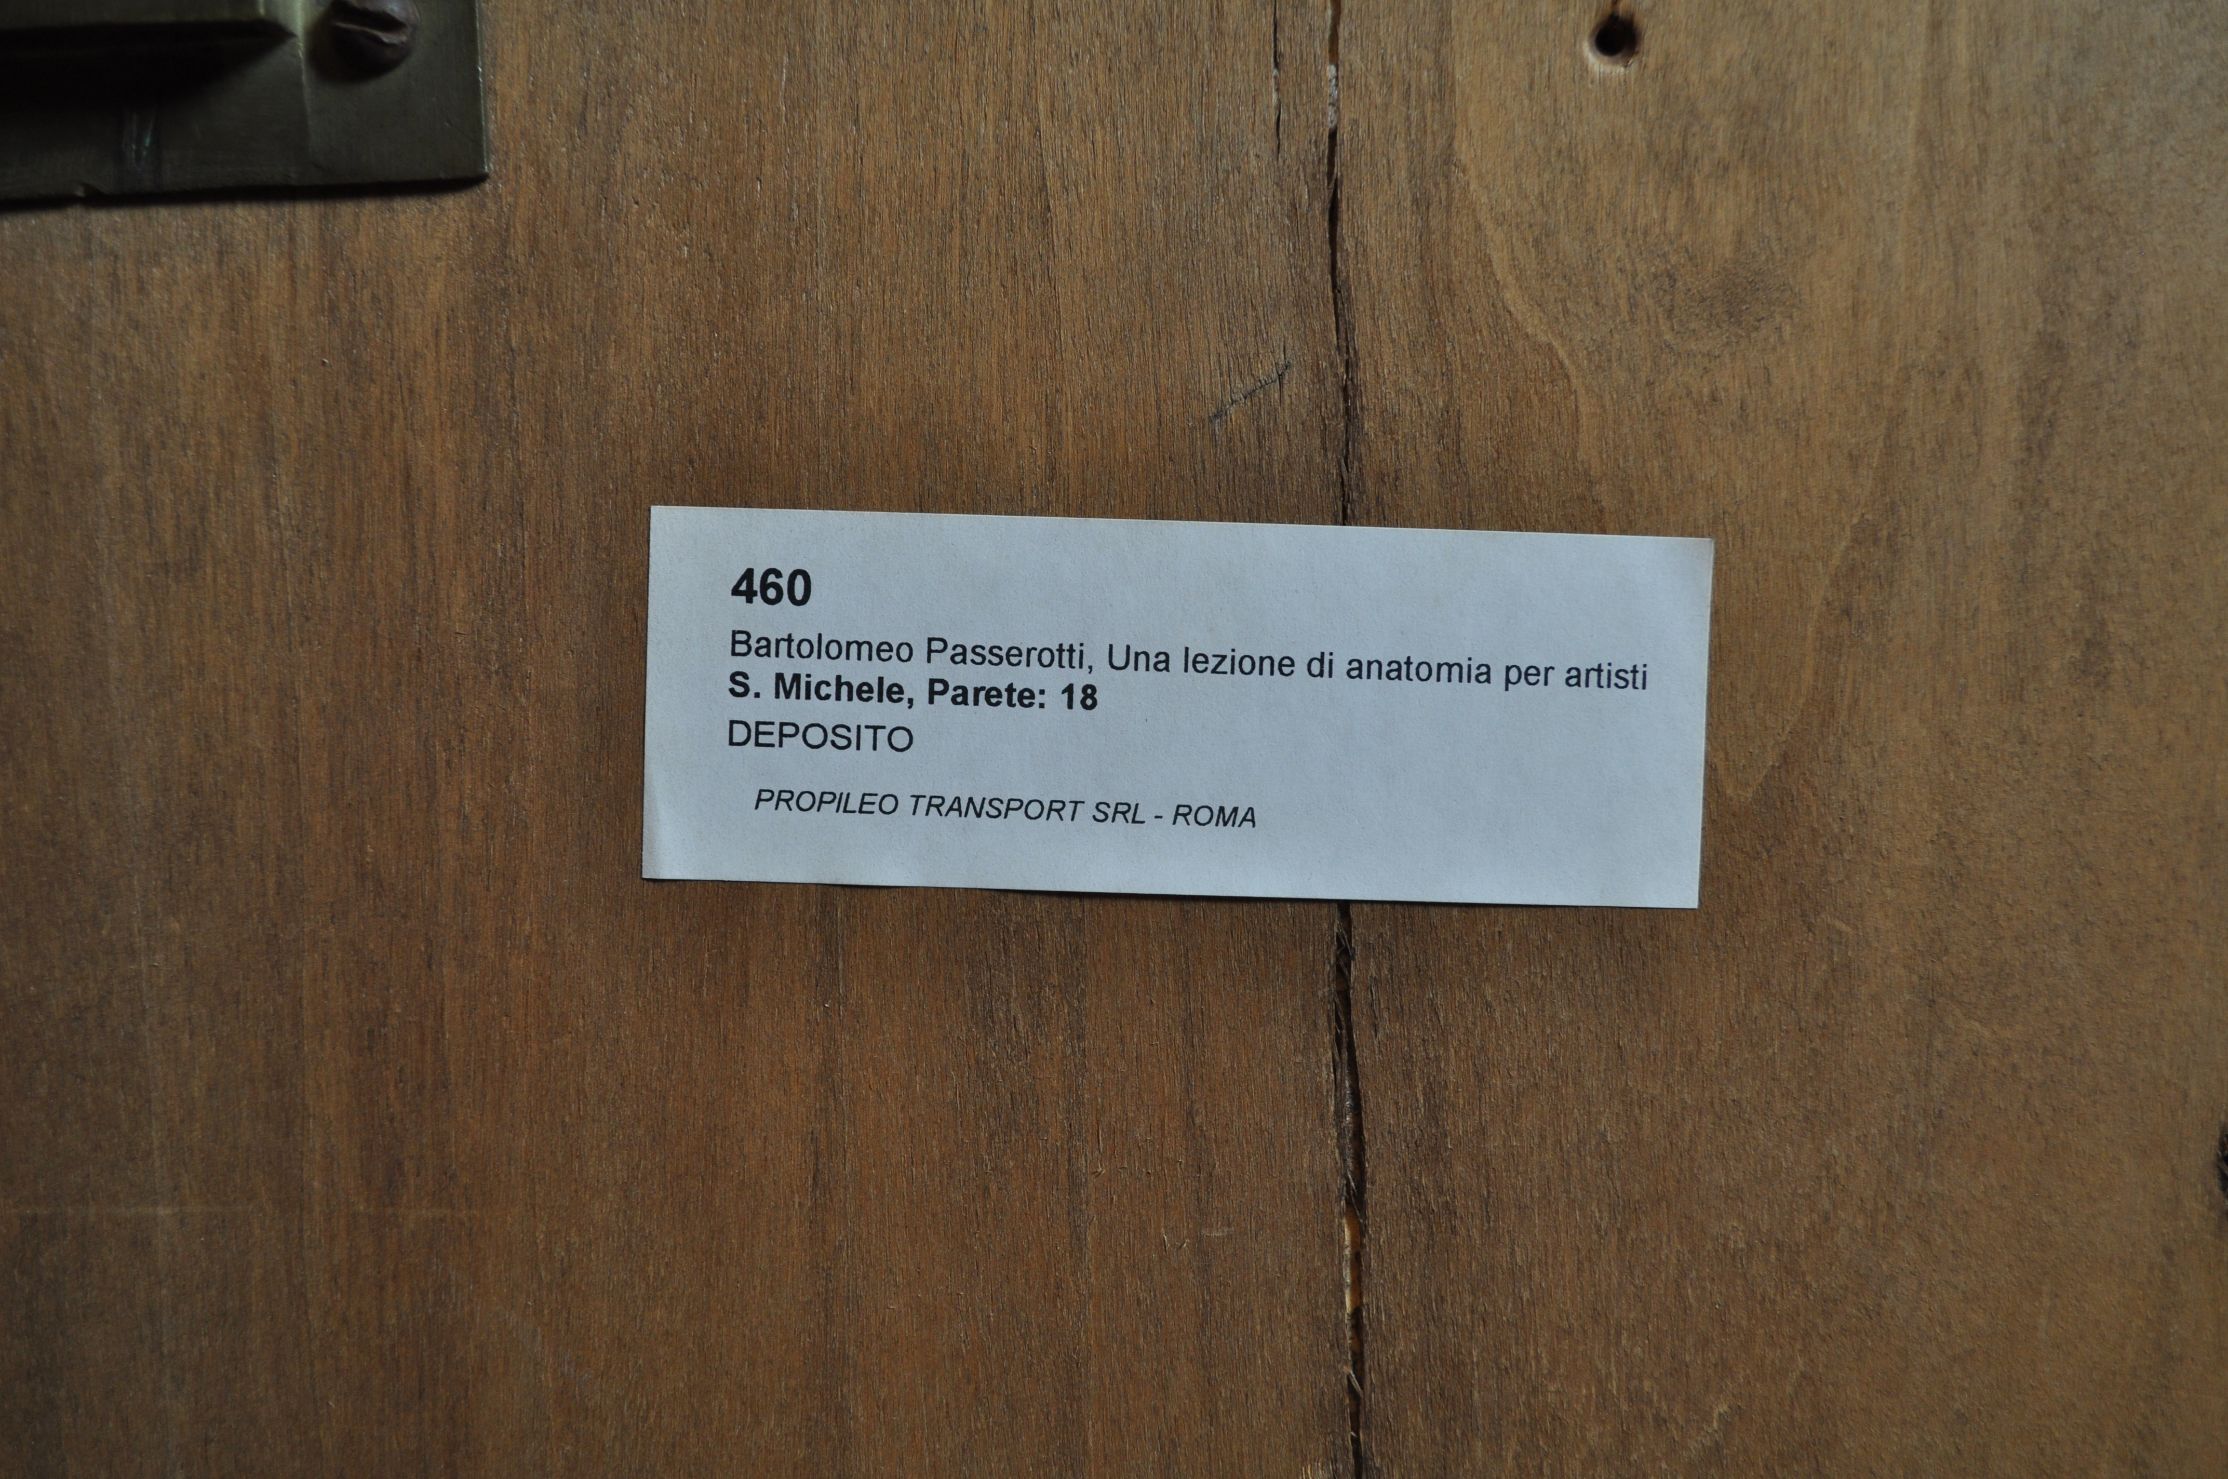 460
Bartolomeo Passerotti, Una lezione di anatomia per artisti
S. Michele, Parete: 18
DEPOSITO
PROPILEO TRANSPORT SRL - ROMA